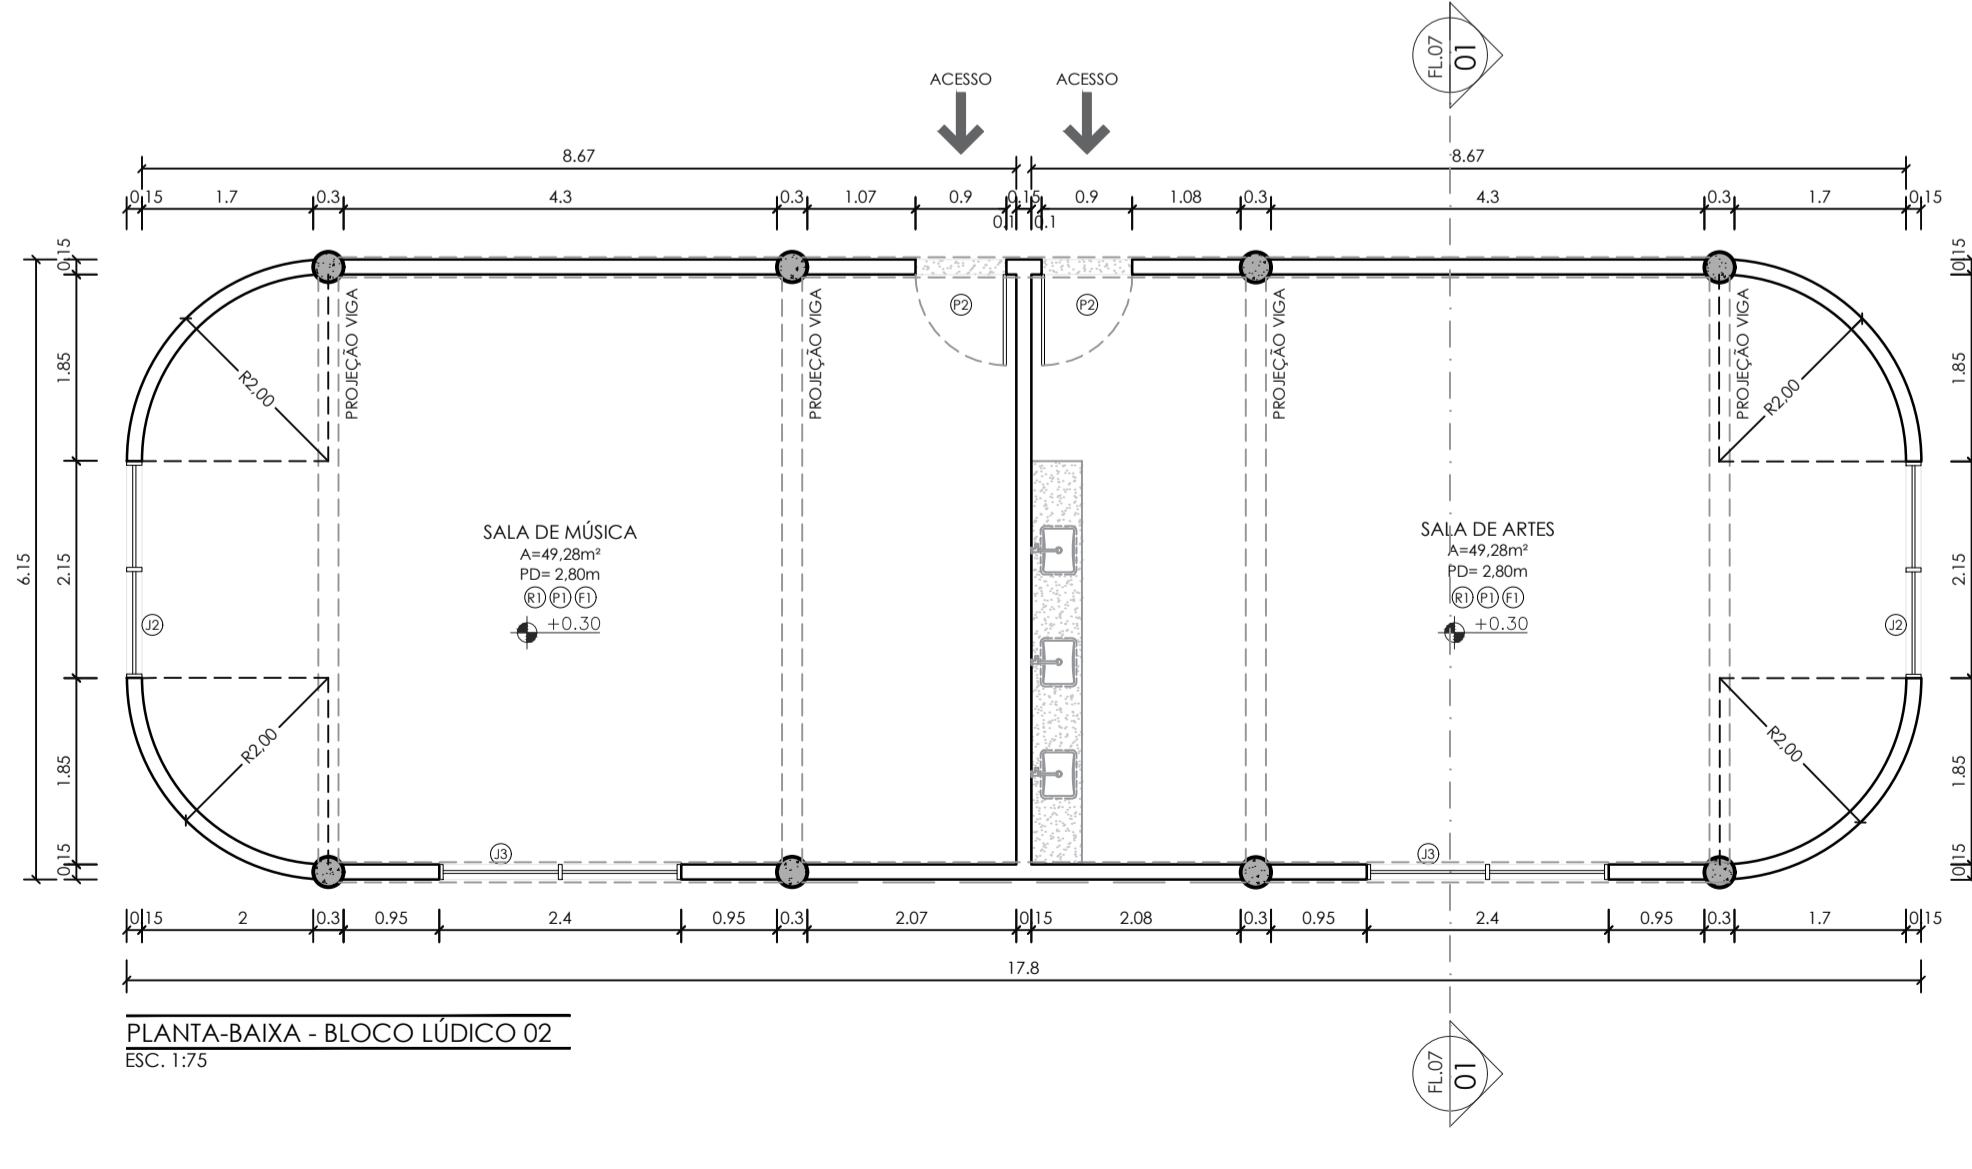 FL.07
01
ACESSO ACESSO
8.67 8.67
0.15 1.7 0.3 4.3 0.3 1.07 0.9 0.15 0.9 1.08 0.3 4.3 0.3 1.7 0.15
0.1 0.1
0.15 0.15
PROJEÇÃO VIGA PROJEÇÃO VIGA PROJEÇÃO VIGA PROJEÇÃO VIGA
P2 P2
1.85 1.85
R2,00 R2,00
SALA DE MÚSICA
A=49,28m²
PD= 2,80m
R1 P1 F1
+0.30
SALA DE ARTES
A=49,28m²
PD= 2,80m
R1 P1 F1
+0.30
6.15 2.15 2.15
J2 J2
R2,00 R2,00
1.85 1.85
J3 J3
0.15 0.15
0.15 2 0.3 0.95 2.4 0.95 0.3 2.07 0.15 2.08 0.3 0.95 2.4 0.95 0.3 1.7 0.15
17.8
PLANTA-BAIXA - BLOCO LÚDICO 02
ESC. 1:75
FL.07
01